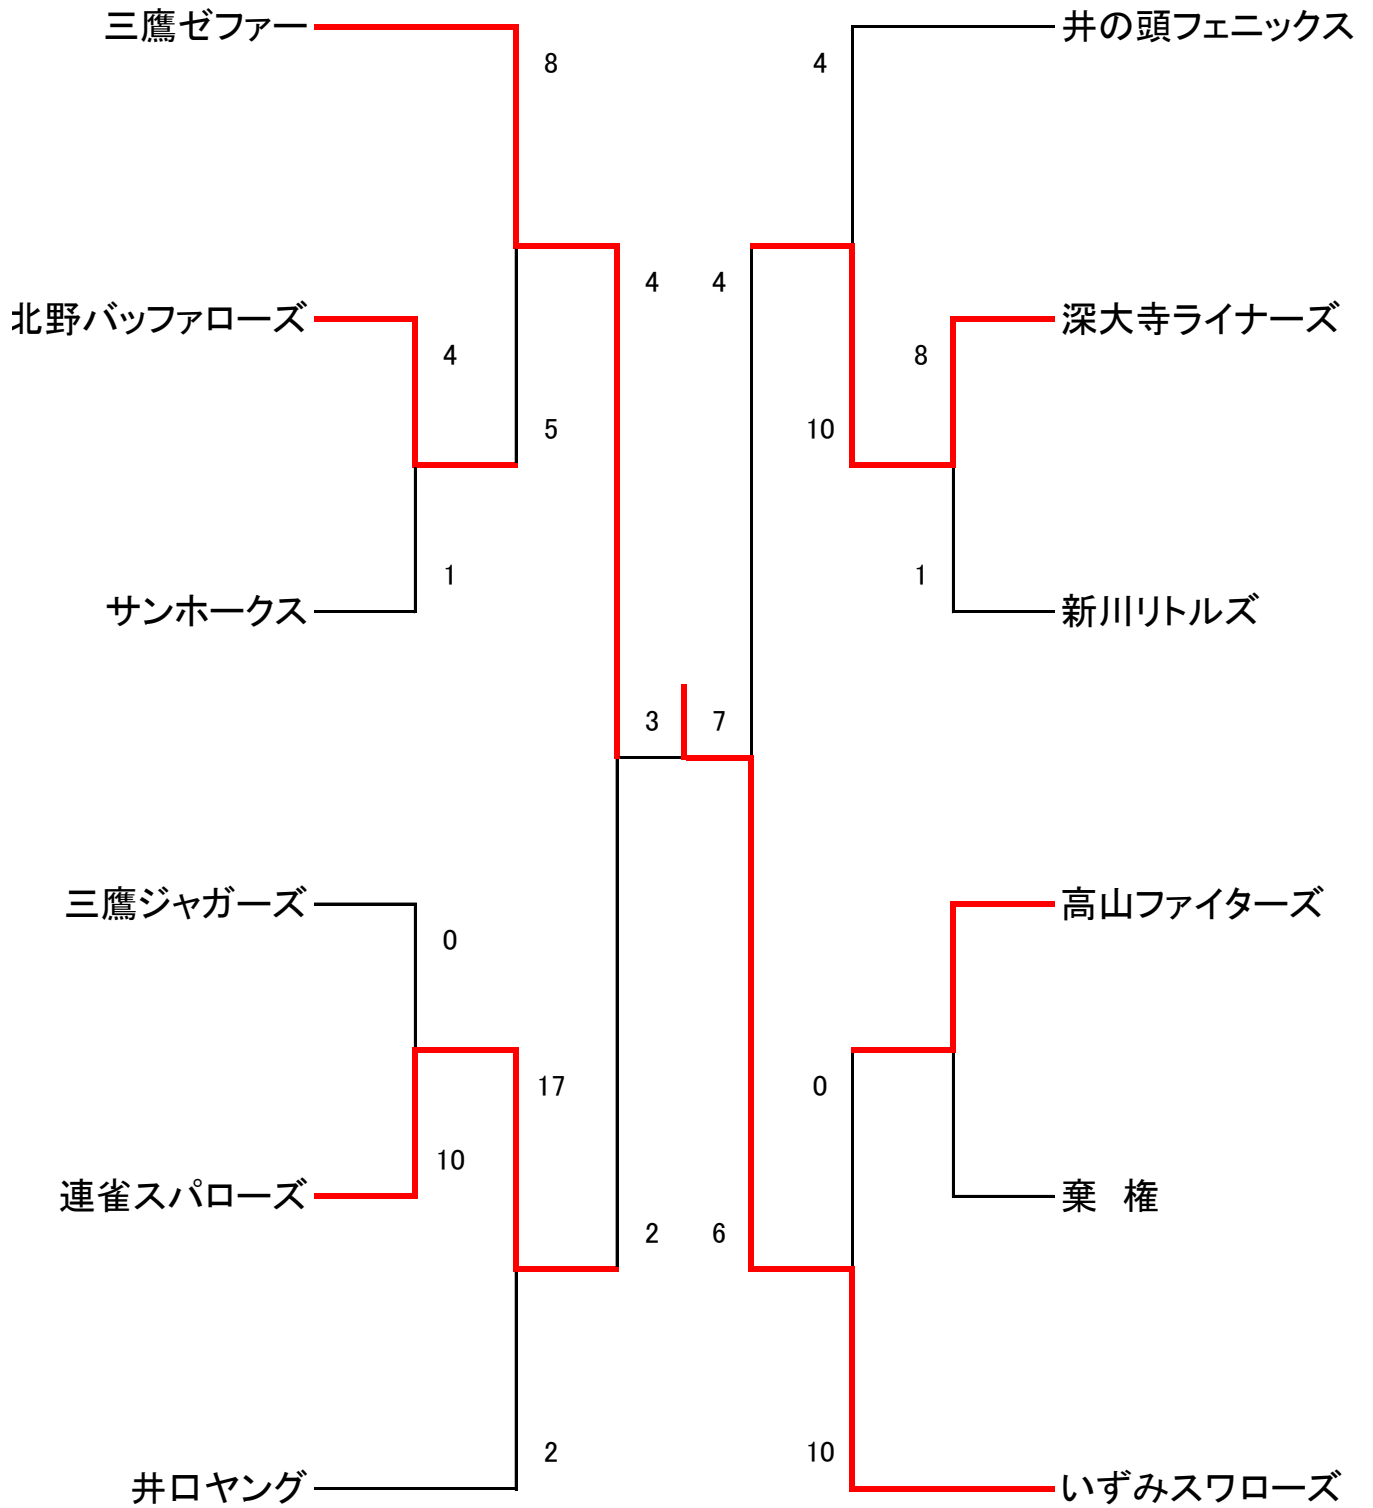 三鷹ゼファー
8
4
井の頭フェニックス
4
4
北野バッファローズ
4
8
深大寺ライナーズ
5
10
1
1
サンホークス
新川リトルズ
3
7
三鷹ジャガーズ
0
高山ファイターズ
17
0
10
連雀スパローズ
棄 権
2
6
2
10
井口ヤング
いずみスワローズ